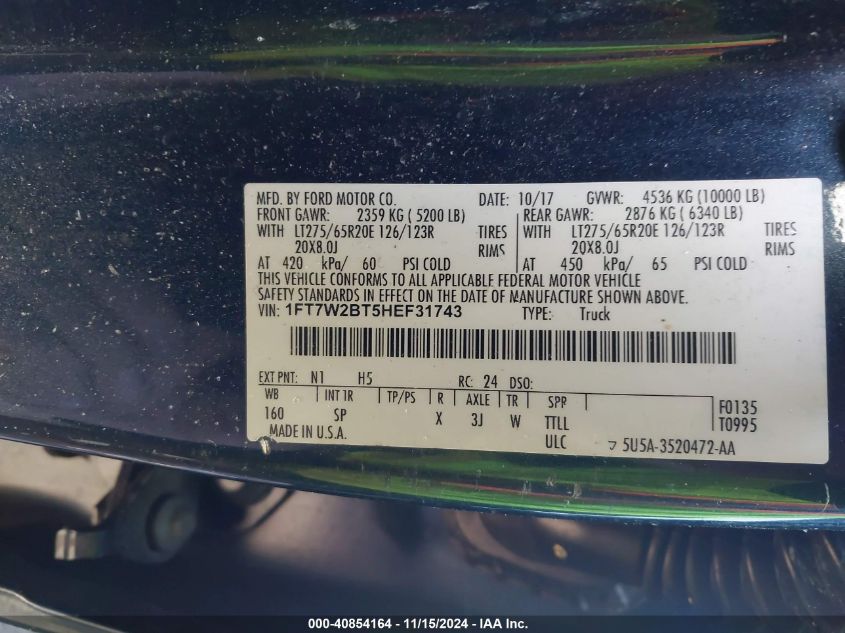 MFD. BY FORD MOTOR CO. DATE: 10/17 GVWR: 4536 KG (10000 LB)
FRONT GAWR: 2359 KG ( 5200 LB) REAR GAWR: 2876 KG ( 6340 LB)
WITH LT275/65R20E 126/123R TIRES WITH LT275/65R20E 126/123R TIRES
20X8.0J RIMS 20X8.0J RIMS
AT 420 kPa/ 60 PSI COLD AT 450 kPa/ 65 PSI COLD
THIS VEHICLE CONFORMS TO ALL APPLICABLE FEDERAL MOTOR VEHICLE
SAFETY STANDARDS IN EFFECT ON THE DATE OF MANUFACTURE SHOWN ABOVE.
VIN: 1FT7W2BT5HEF31743 TYPE: Truck
EXT PNT: N1 H5 RC: 24 DSO:
WB INT TR TP/PS R AXLE TR SPR F0135
160 SP X 3J W TTLL T0995
MADE IN U.S.A. ULC 5U5A-3520472-AA
000-40854164 - 11/15/2024 - IAA Inc.